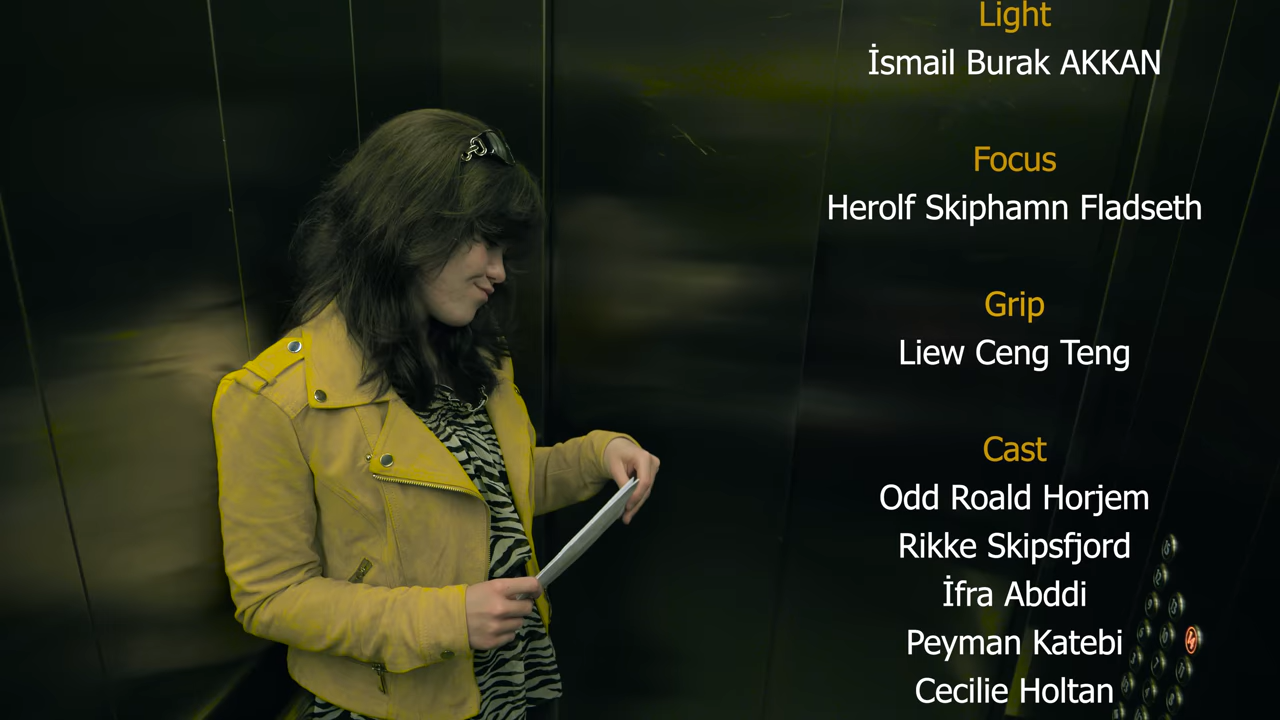 Light
İsmail Burak AKKAN
Focus
Herolf Skiphamn Fladseth
Grip
Liew Ceng Teng
Cast
Odd Roald Horjem
Rikke Skipsfjord
İfra Abddi
Peyman Katebi
Cecilie Holtan